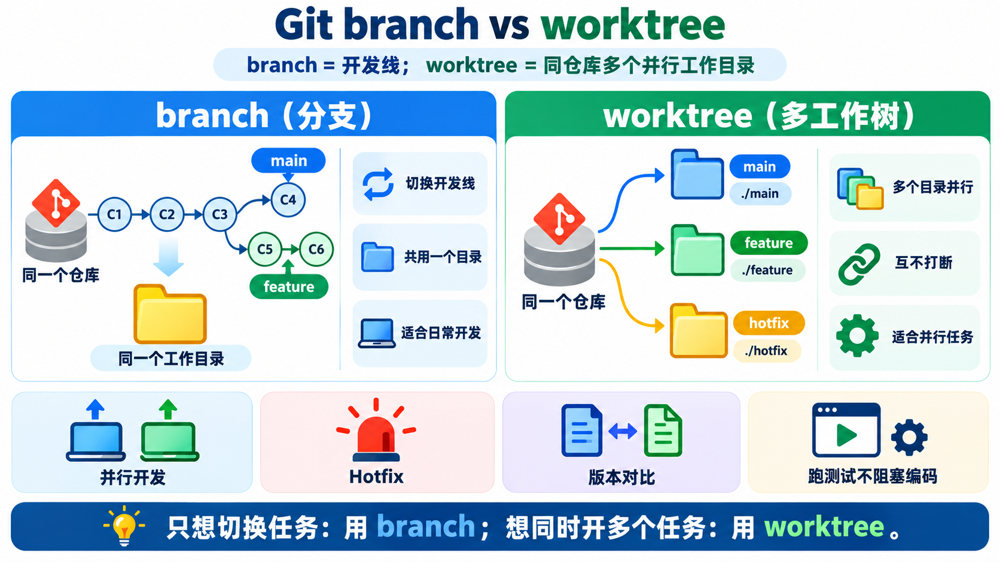 Git branch vs worktree
branch = 开发线； worktree = 同仓库多个并行工作目录
branch（分支）
main
C1
C2
C3
C4
C5
C6
feature
同一个仓库
同一个工作目录
切换开发线
共用一个目录
适合日常开发
worktree（多工作树）
同一个仓库
main
./main
feature
./feature
hotfix
./hotfix
多个目录并行
互不打断
适合并行任务
并行开发
Hotfix
版本对比
跑测试不阻塞编码
只想切换任务：用 branch；想同时开多个任务：用 worktree。